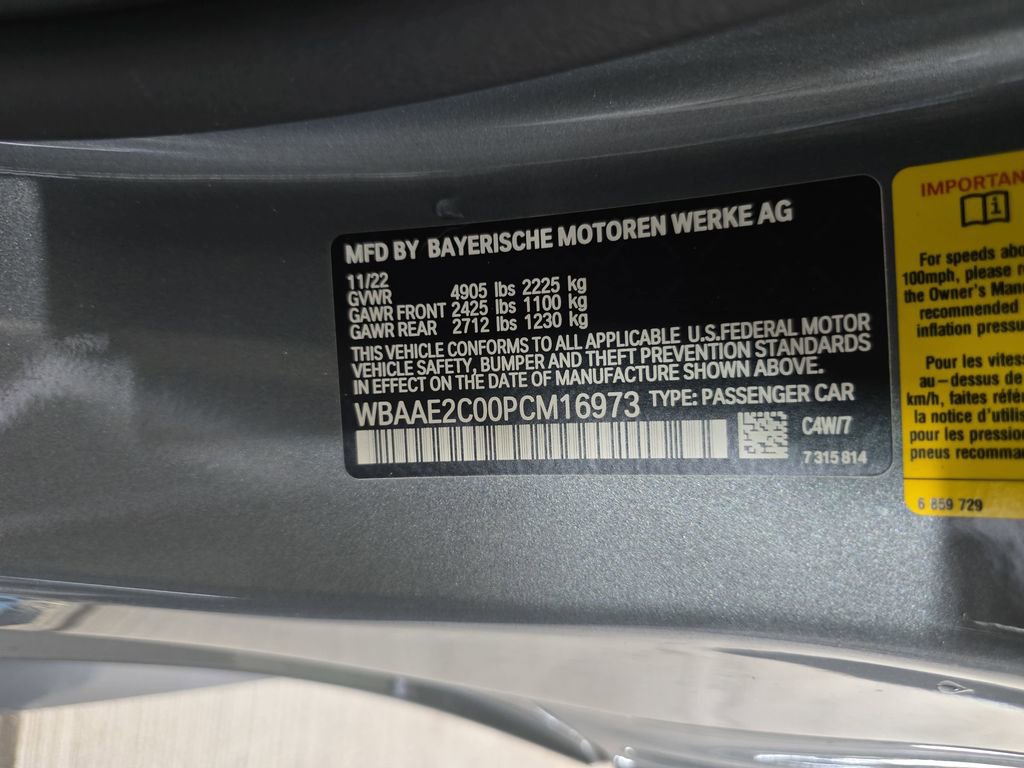 MFD BY BAYERISCHE MOTOREN WERKE AG
11/22
GVWR 4905 lbs 2225 kg
GAWR FRONT 2425 lbs 1100 kg
GAWR REAR 2712 lbs 1230 kg
THIS VEHICLE CONFORMS TO ALL APPLICABLE U.S.FEDERAL MOTOR
VEHICLE SAFETY, BUMPER AND THEFT PREVENTION STANDARDS
IN EFFECT ON THE DATE OF MANUFACTURE SHOWN ABOVE.
WBAAE2C00PCM16973 TYPE: PASSENGER CAR
C4W/7
7 315 814
IMPORTAN
For speeds abo
100mph, please r
the Owner's Manu
recommended
inflation pressu
Pour les vitess
au-dessus de
km/h, faites référ
la notice d'utilis
pour les pression
pneus recomman
6 859 729